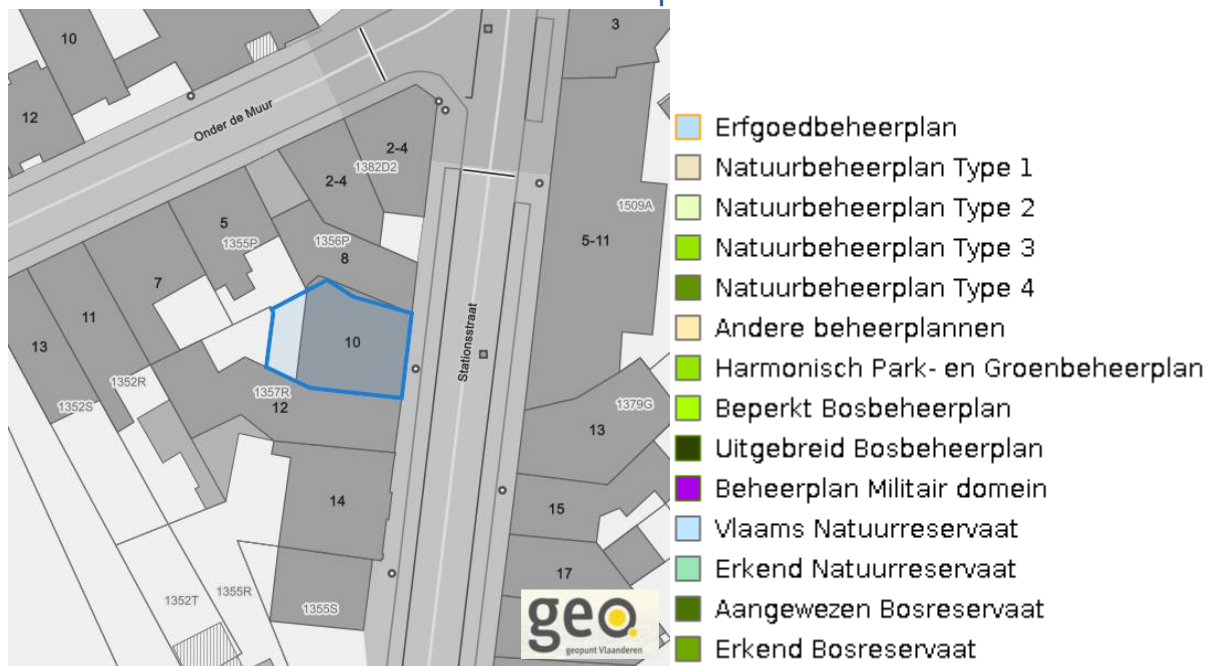 10
3
12
Onder de Muur
2-4
1382D2
2-4
1509A
5
1355P
1356P
5-11
8
7
11
10
Stationsstraat
13
1352R
1357R
1352S
12
1379G
13
14
15
17
1352T
1355R
1355S
geo.
geopunt Vlaanderen
Erfgoedbeheerplan
Natuurbeheerplan Type 1
Natuurbeheerplan Type 2
Natuurbeheerplan Type 3
Natuurbeheerplan Type 4
Andere beheerplannen
Harmonisch Park- en Groenbeheerplan
Beperkt Bosbeheerplan
Uitgebreid Bosbeheerplan
Beheerplan Militair domein
Vlaams Natuurreservaat
Erkend Natuurreservaat
Aangewezen Bosreservaat
Erkend Bosreservaat